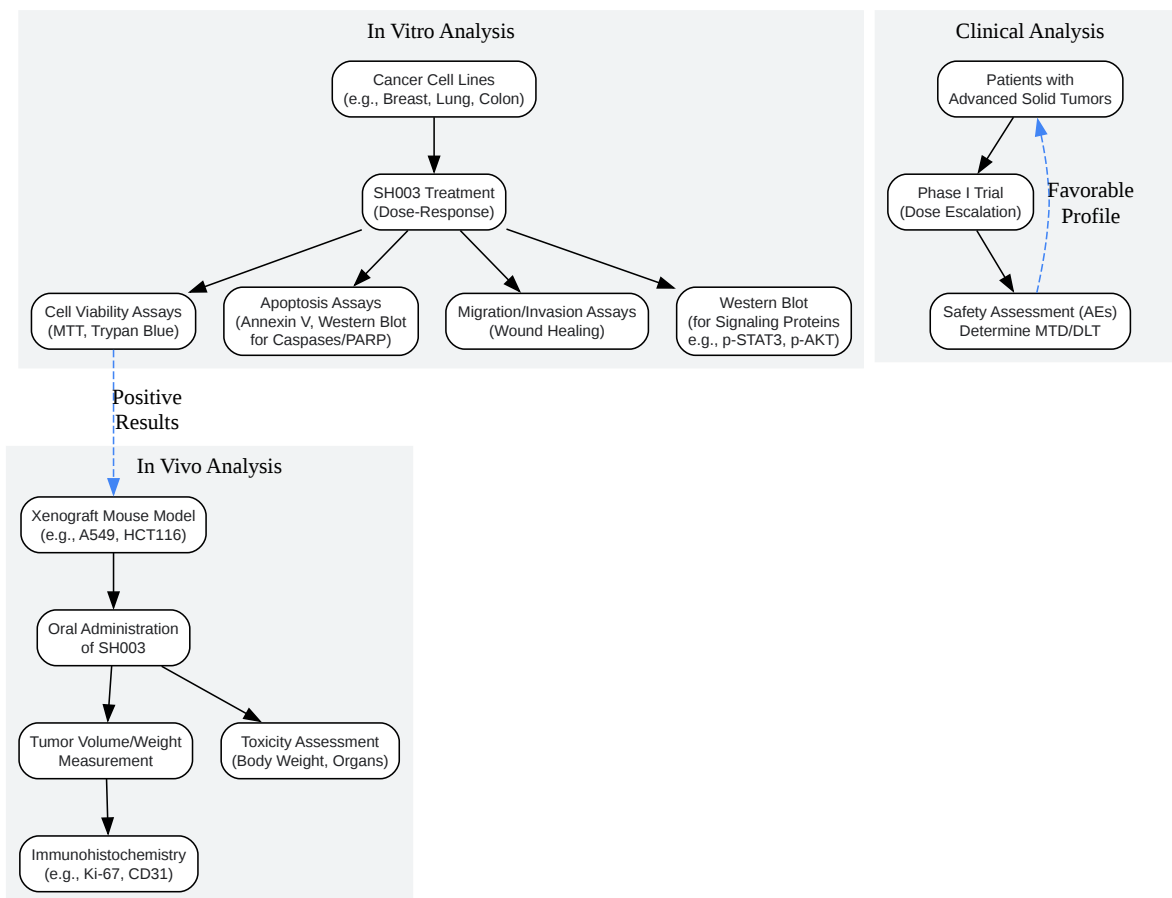 In Vitro Analysis
Cancer Cell Lines
(e.g., Breast, Lung, Colon)
SH003 Treatment
(Dose-Response)
Cell Viability Assays
(MTT, Trypan Blue)
Apoptosis Assays
(Annexin V, Western Blot
for Caspases/PARP)
Migration/Invasion Assays
(Wound Healing)
Western Blot
(for Signaling Proteins
e.g., p-STAT3, p-AKT)
Positive
Results
In Vivo Analysis
Xenograft Mouse Model
(e.g., A549, HCT116)
Oral Administration
of SH003
Tumor Volume/Weight
Measurement
Toxicity Assessment
(Body Weight, Organs)
Immunohistochemistry
(e.g., Ki-67, CD31)
Clinical Analysis
Patients with
Advanced Solid Tumors
Phase I Trial
(Dose Escalation)
Favorable
Profile
Safety Assessment (AEs)
Determine MTD/DLT